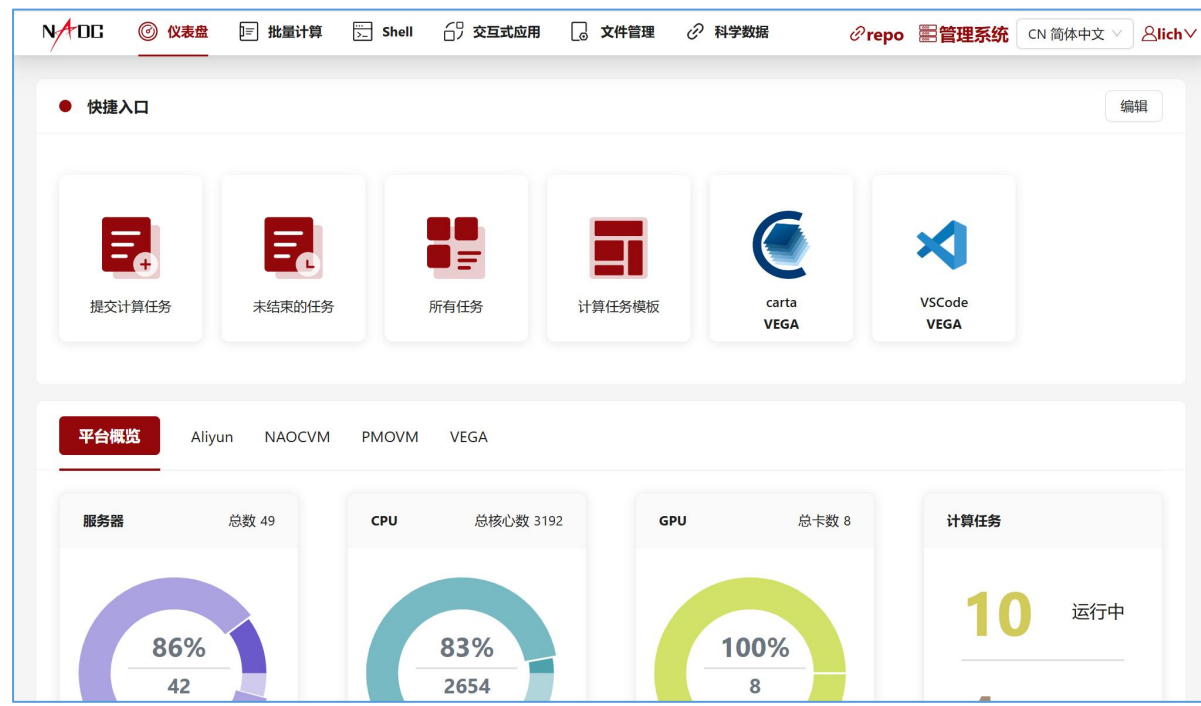 NADC 仪表盘 批量计算 Shell 交互式应用 文件管理 科学数据 repo 管理系统 CN 简体中文 lich
快捷入口 编辑
提交计算任务 未结束的任务 所有任务 计算任务模板 carta VSCode
VEGA VEGA
平台概览 Aliyun NAOCVM PMOVM VEGA
服务器 总数 49 CPU 总核心数 3192 GPU 总卡数 8 计算任务
10 运行中
86% 83% 100%
42 2654 8